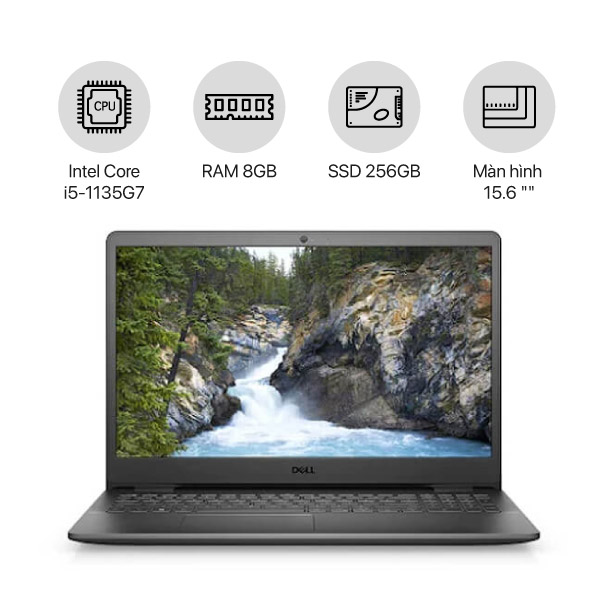 CPU
Intel Core
i5-1135G7
RAM 8GB
SSD 256GB
Màn hình
15.6 ""
DELL